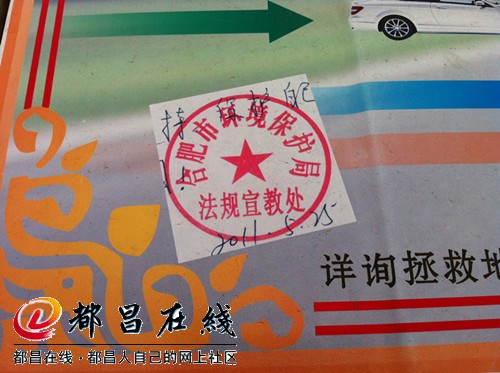 合肥市环境保护局
法规宣教处
2011.5.25
详询拯救地
都昌在线
都昌在线·都昌人自己的网上社区